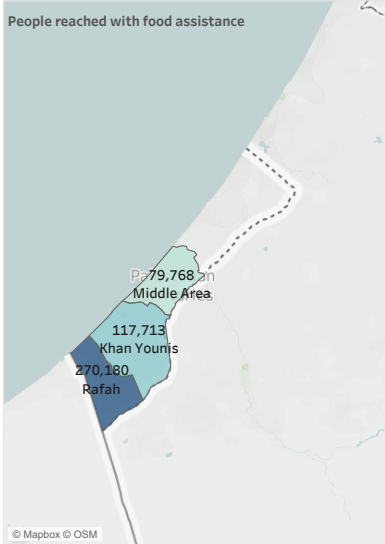 People reached with food assistance
79,768
Middle Area
117,713
Khan Younis
270,180
Rafah
© Mapbox © OSM